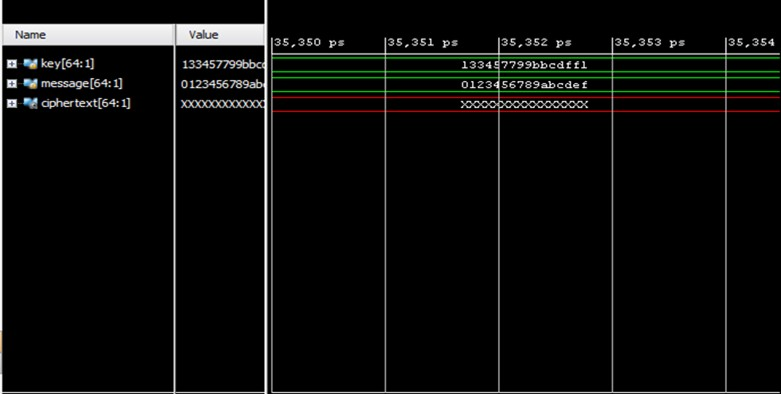 Name Value
35,350 ps 35,351 ps 35,352 ps 35,353 ps 35,354
key[64:1] 133457799bbcd 133457799bbcdff1
message[64:1] 0123456789ab 0123456789abcdef
ciphertext[64:1] XXXXXXXXXXXX XXXXXXXXXXXXXXXX